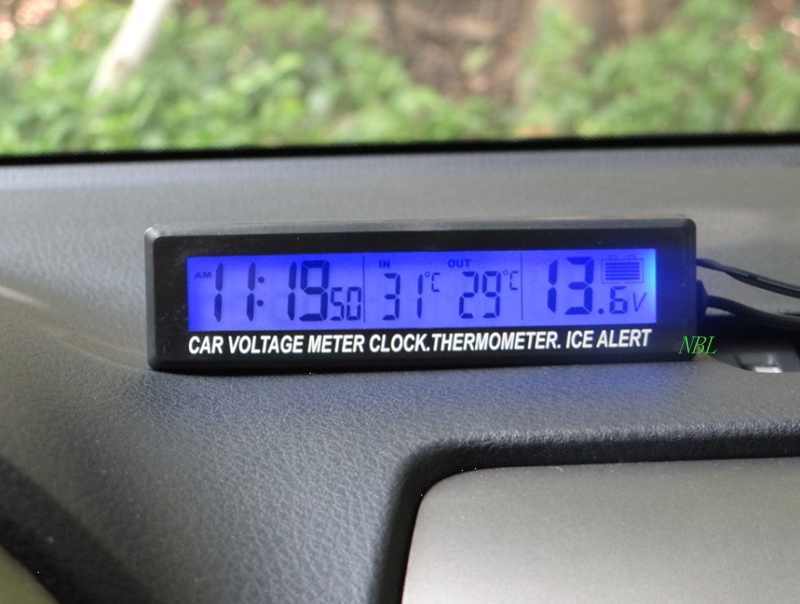 AM 11:19 50 IN 31°C OUT 29°C 13.6V
CAR VOLTAGE METER CLOCK.THERMOMETER. ICE ALERT
NBL